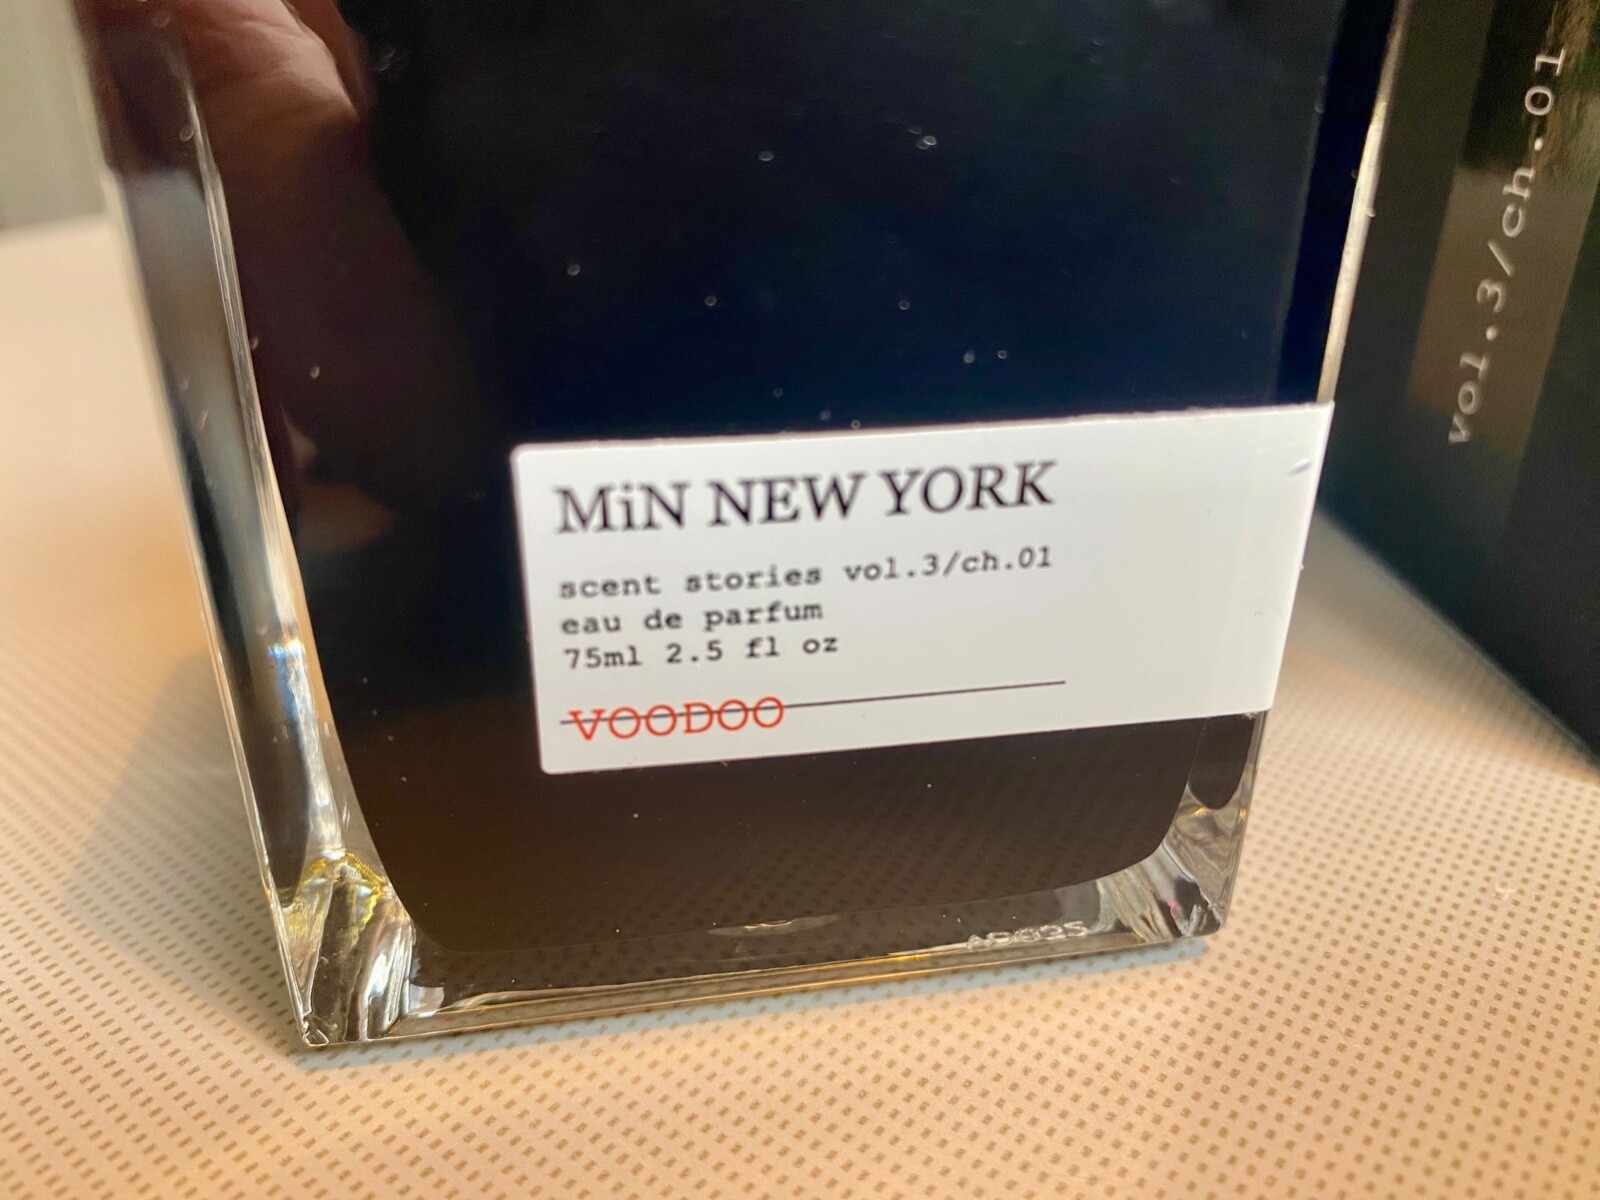 MiN NEW YORK
scent stories vol.3/ch.01
eau de parfum
75ml 2.5 fl oz
VOODOO
vol.3/ch.01